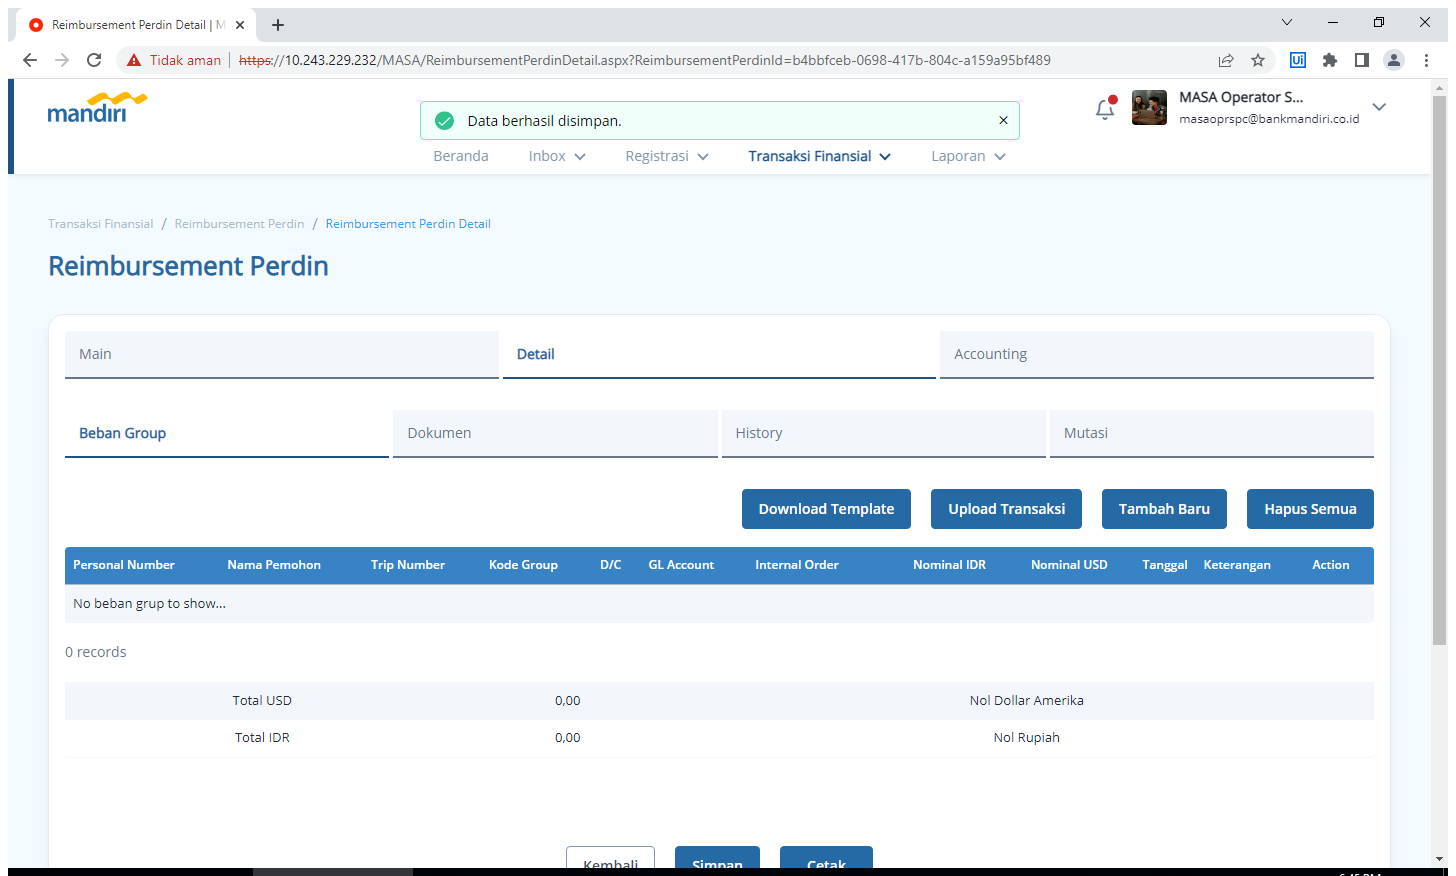 Reimbursement Perdin Detail | M
Tidak aman https://10.243.229.232/MASA/ReimbursementPerdinDetail.aspx?ReimbursementPerdinId=b4bbfceb-0698-417b-804c-a159a95bf489
Ui
mandiri
Data berhasil disimpan.
MASA Operator S...
masaoprspc@bankmandiri.co.id
Beranda Inbox Registrasi Transaksi Finansial Laporan
Transaksi Finansial / Reimbursement Perdin / Reimbursement Perdin Detail
Reimbursement Perdin
Main Detail Accounting
Beban Group Dokumen History Mutasi
Download Template Upload Transaksi Tambah Baru Hapus Semua
Personal Number Nama Pemohon Trip Number Kode Group D/C GL Account Internal Order Nominal IDR Nominal USD Tanggal Keterangan Action
No beban grup to show...
0 records
Total USD 0,00 Nol Dollar Amerika
Total IDR 0,00 Nol Rupiah
Kembali Simpan Cetak